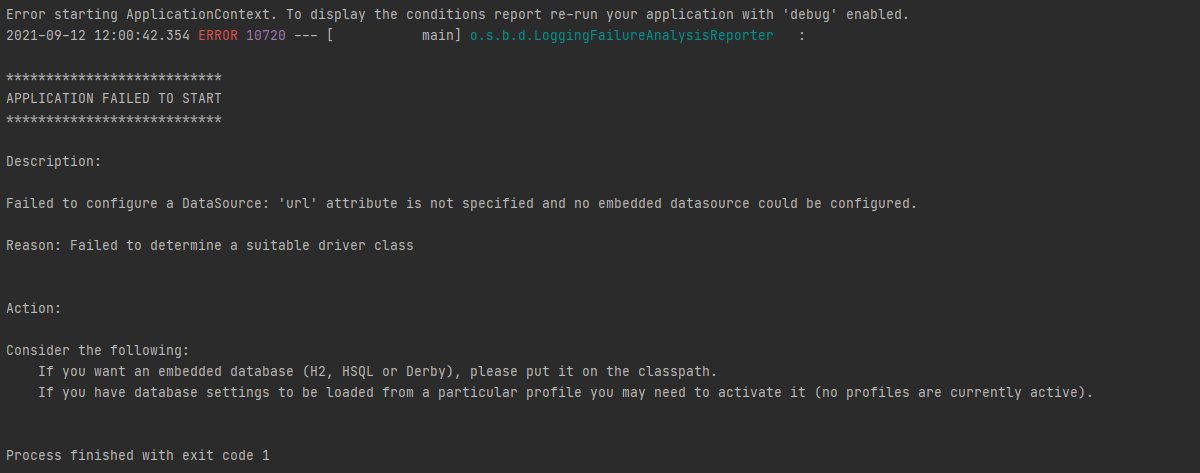 Error starting ApplicationContext. To display the conditions report re-run your application with 'debug' enabled.
2021-09-12 12:00:42.354 ERROR 10720 --- [           main] o.s.b.d.LoggingFailureAnalysisReporter   :
***************************
APPLICATION FAILED TO START
***************************
Description:
Failed to configure a DataSource: 'url' attribute is not specified and no embedded datasource could be configured.
Reason: Failed to determine a suitable driver class
Action:
Consider the following:
    If you want an embedded database (H2, HSQL or Derby), please put it on the classpath.
    If you have database settings to be loaded from a particular profile you may need to activate it (no profiles are currently active).
Process finished with exit code 1